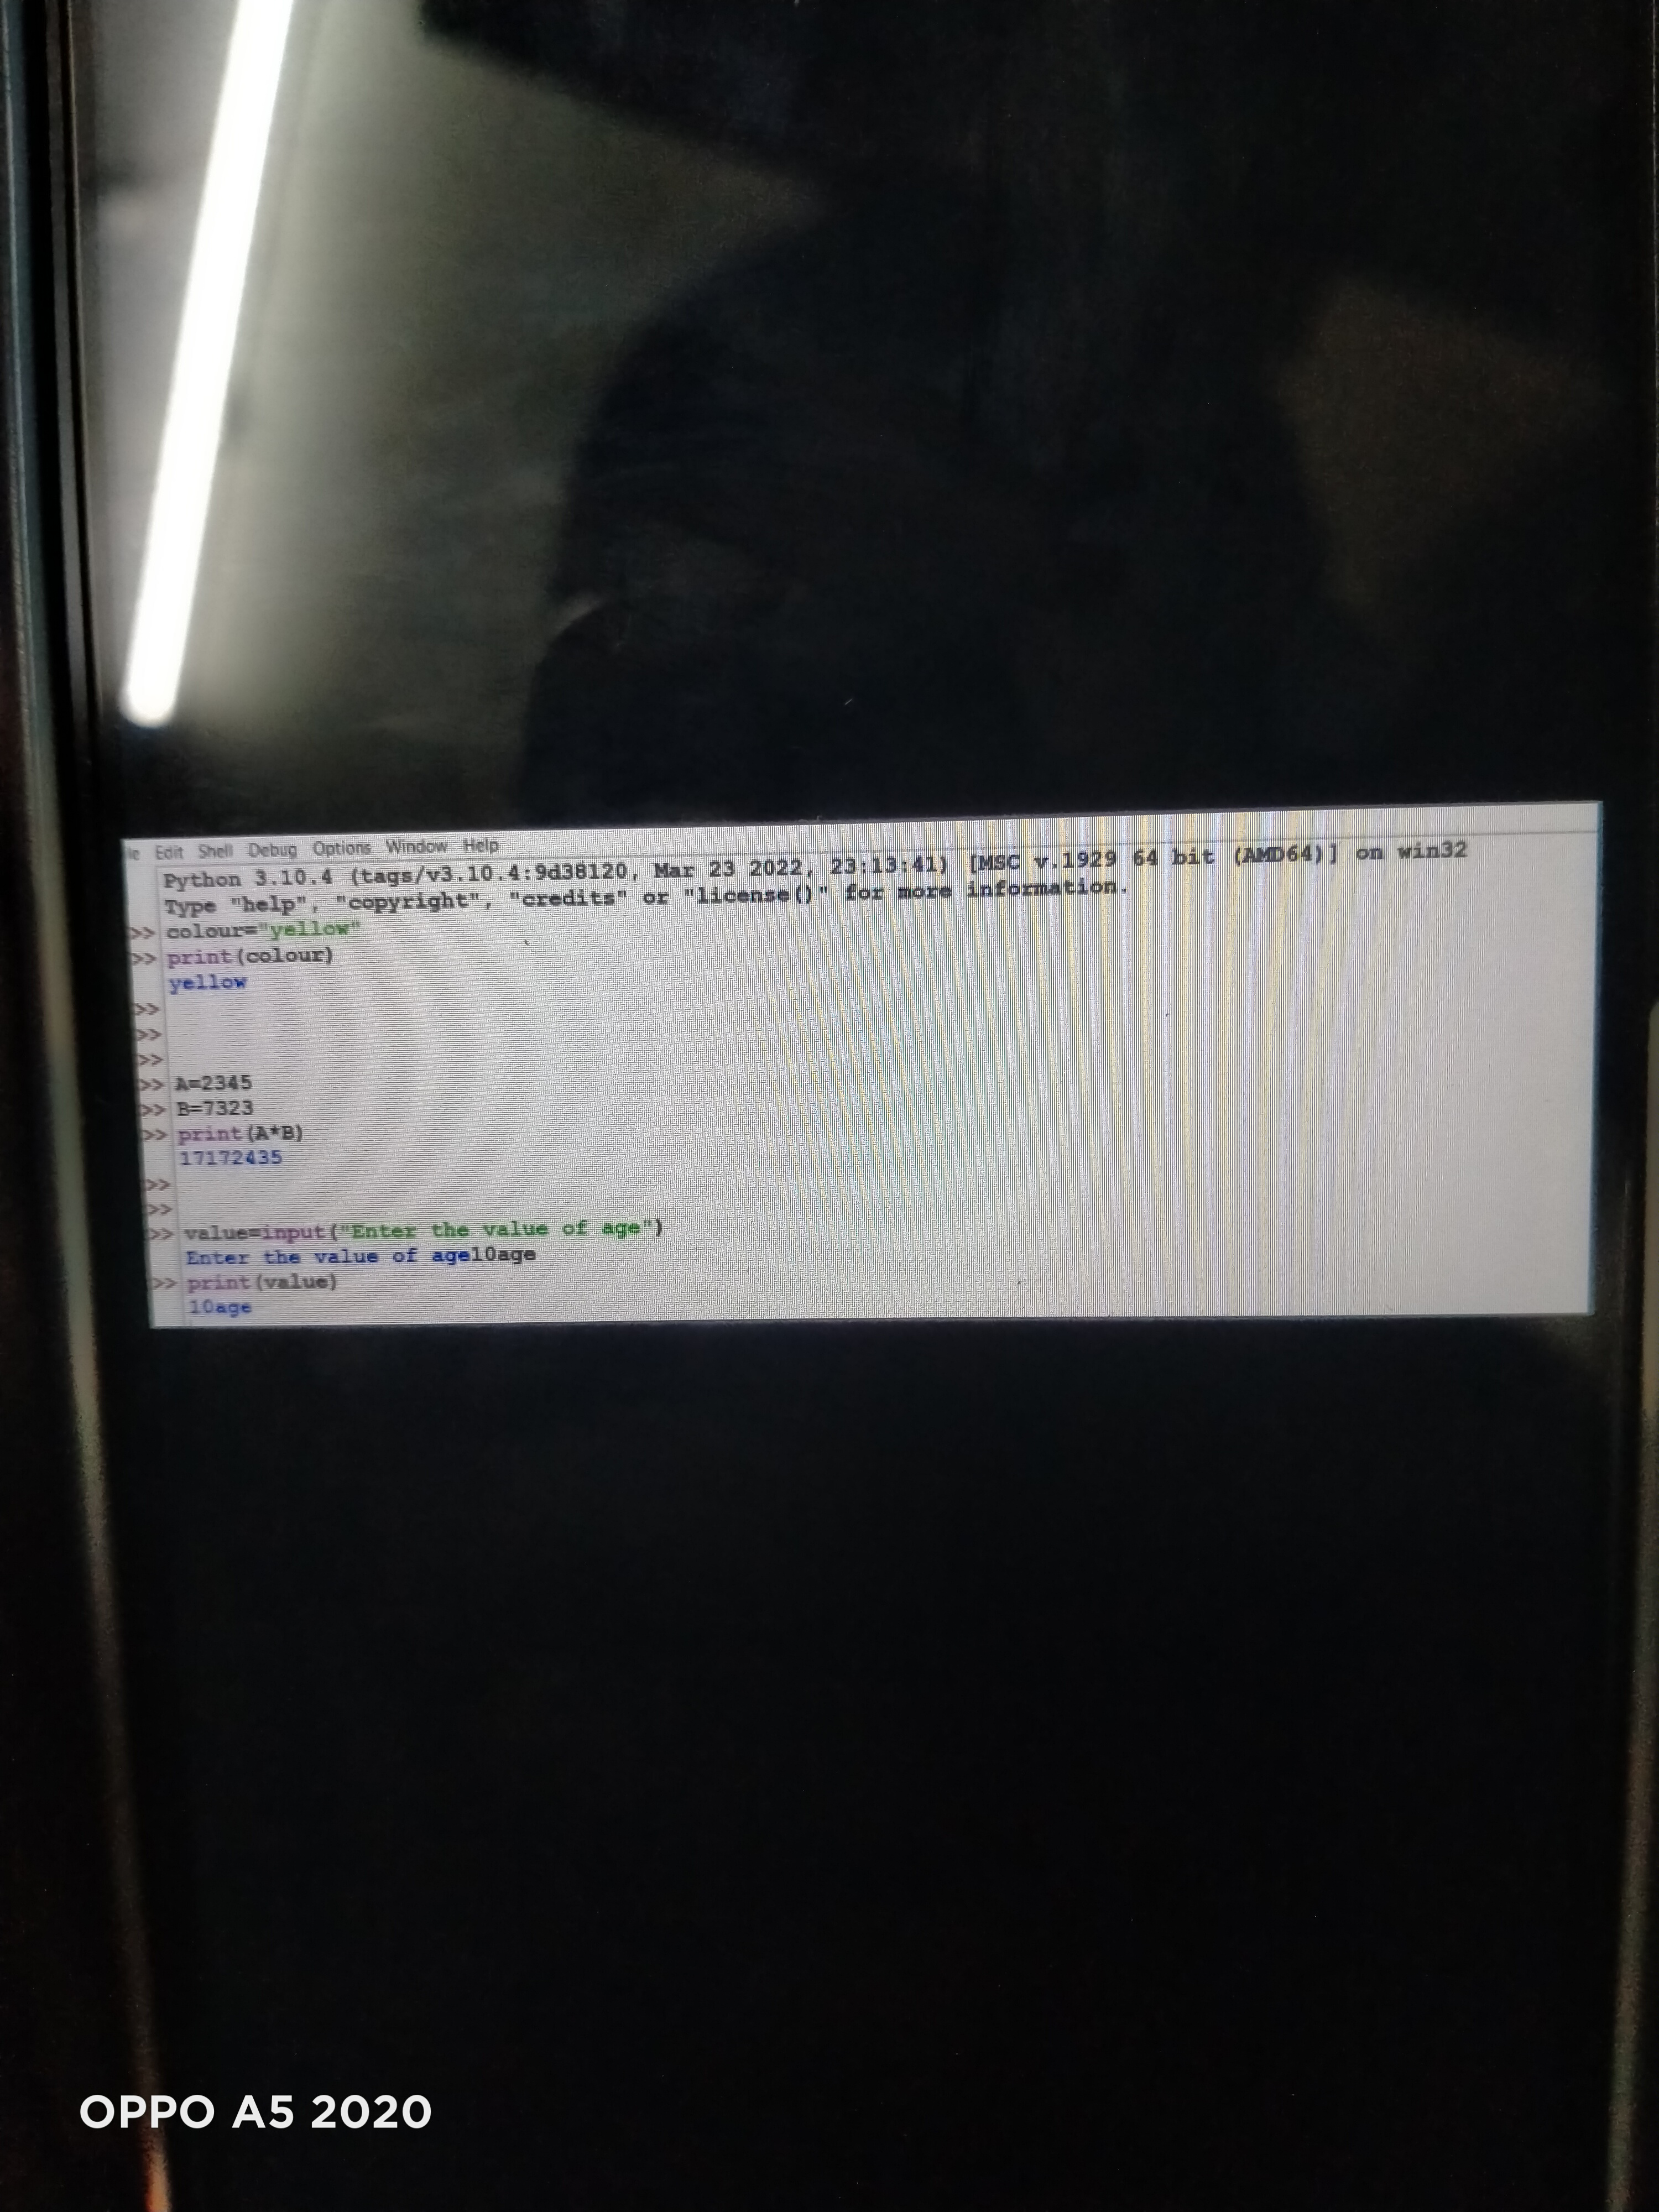 le Edit Shell Debug Options Window Help
Python 3.10.4 (tags/v3.10.4:9d38120, Mar 23 2022, 23:13:41) [MSC v.1929 64 bit (AMD64)] on win32
Type "help", "copyright", "credits" or "license()" for more information.
>> colour="yellow"
>> print(colour)
yellow
>>
>>
>>
>> A=2345
>> B=7323
>> print(A*B)
17172435
>>
>>
>> value=input("Enter the value of age")
Enter the value of age10age
>> print(value)
10age
OPPO A5 2020